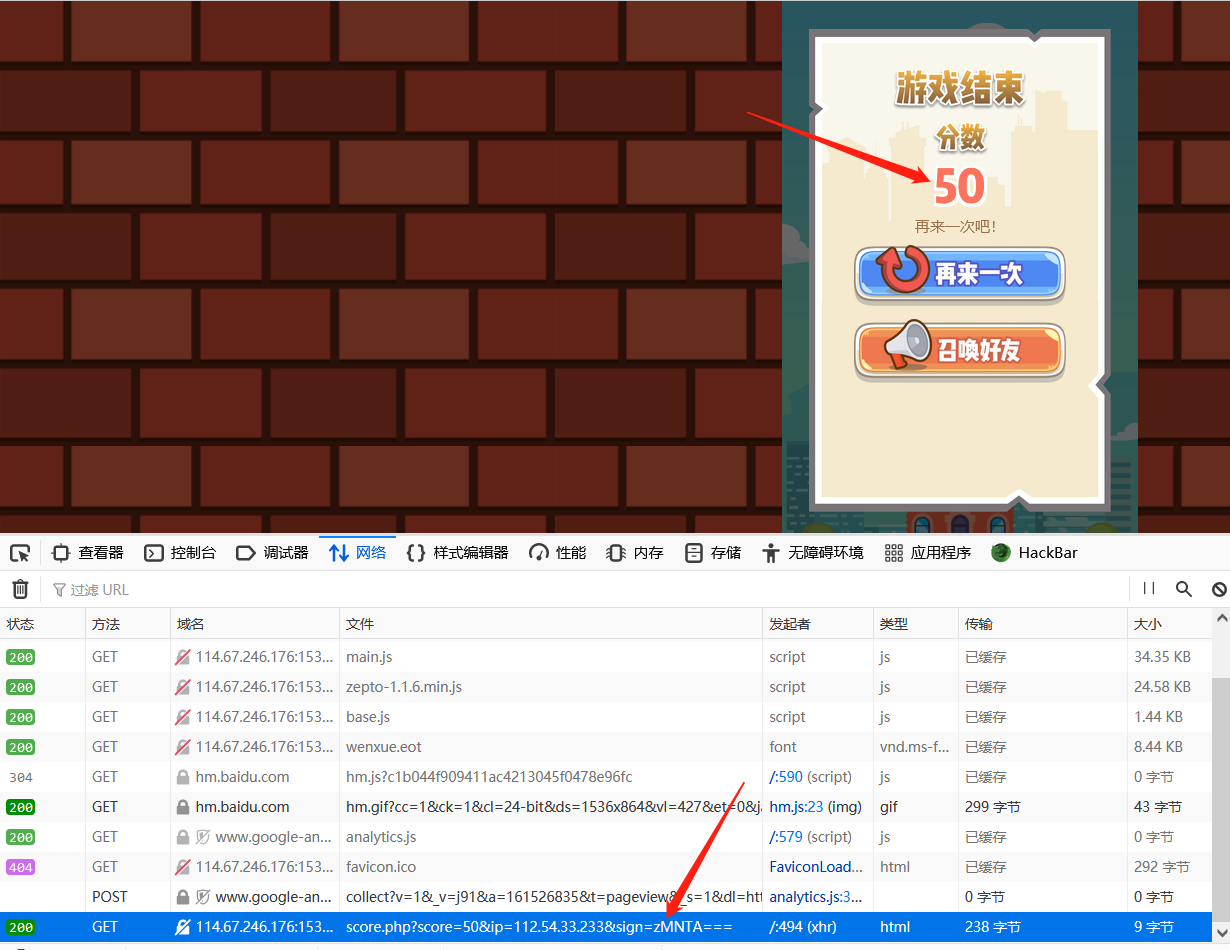 游戏结束
分数
50
再来一次吧!
再来一次
召唤好友
查看器 控制台 调试器 网络 样式编辑器 性能 内存 存储 无障碍环境 应用程序 HackBar
过滤 URL
状态 方法 域名 文件 发起者 类型 传输 大小
200 GET 114.67.246.176:153... main.js script js 已缓存 34.35 KB
200 GET 114.67.246.176:153... zepto-1.1.6.min.js script js 已缓存 24.58 KB
200 GET 114.67.246.176:153... base.js script js 已缓存 1.44 KB
200 GET 114.67.246.176:153... wenxue.eot font vnd.ms-f... 已缓存 8.44 KB
304 GET hm.baidu.com hm.js?c1b044f909411ac4213045f0478e96fc /:590 (script) js 已缓存 0 字节
200 GET hm.baidu.com hm.gif?cc=1&ck=1&cl=24-bit&ds=1536x864&vl=427&et=0&j hm.js:23 (img) gif 299 字节 43 字节
200 GET www.google-an... analytics.js /:579 (script) js 已缓存 0 字节
404 GET 114.67.246.176:153... favicon.ico FaviconLoad... html 已缓存 292 字节
POST www.google-an... collect?v=1&_v=j91&a=161526835&t=pageview&_s=1&dl=htt analytics.js:3... 0 字节 0 字节
200 GET 114.67.246.176:153... score.php?score=50&ip=112.54.33.233&sign=zMNTA=== /:494 (xhr) html 238 字节 9 字节